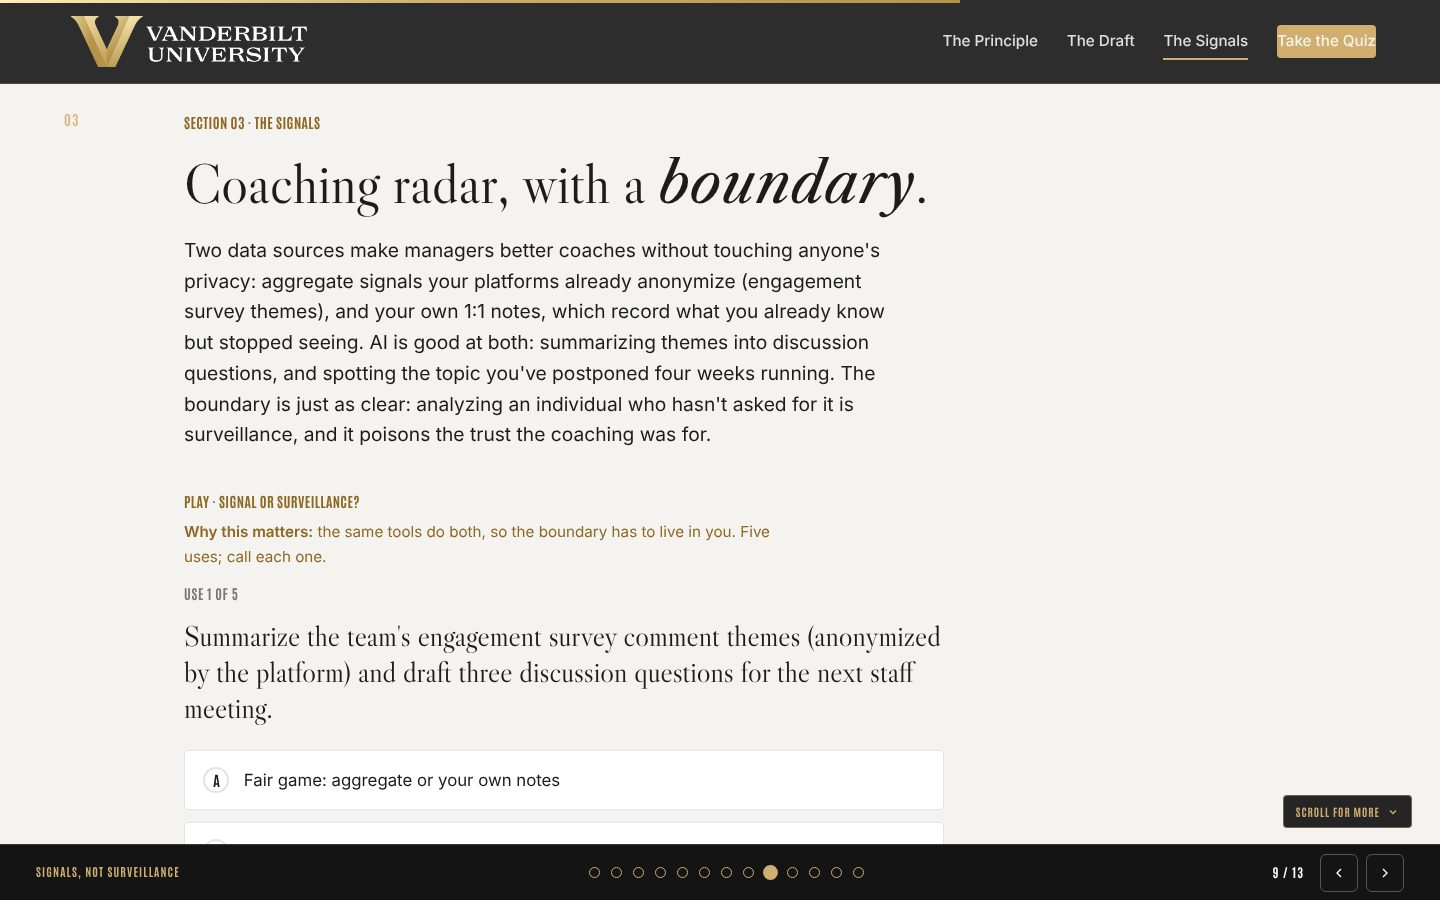 VANDERBILT
UNIVERSITY
The Principle
The Draft
The Signals
Take the Quiz
03
SECTION 03 · THE SIGNALS
Coaching radar, with a boundary.
Two data sources make managers better coaches without touching anyone's
privacy: aggregate signals your platforms already anonymize (engagement
survey themes), and your own 1:1 notes, which record what you already know
but stopped seeing. AI is good at both: summarizing themes into discussion
questions, and spotting the topic you've postponed four weeks running. The
boundary is just as clear: analyzing an individual who hasn't asked for it is
surveillance, and it poisons the trust the coaching was for.
PLAY · SIGNAL OR SURVEILLANCE?
Why this matters: the same tools do both, so the boundary has to live in you. Five
uses; call each one.
USE 1 OF 5
Summarize the team's engagement survey comment themes (anonymized
by the platform) and draft three discussion questions for the next staff
meeting.
A Fair game: aggregate or your own notes
SCROLL FOR MORE
SIGNALS, NOT SURVEILLANCE
9 / 13